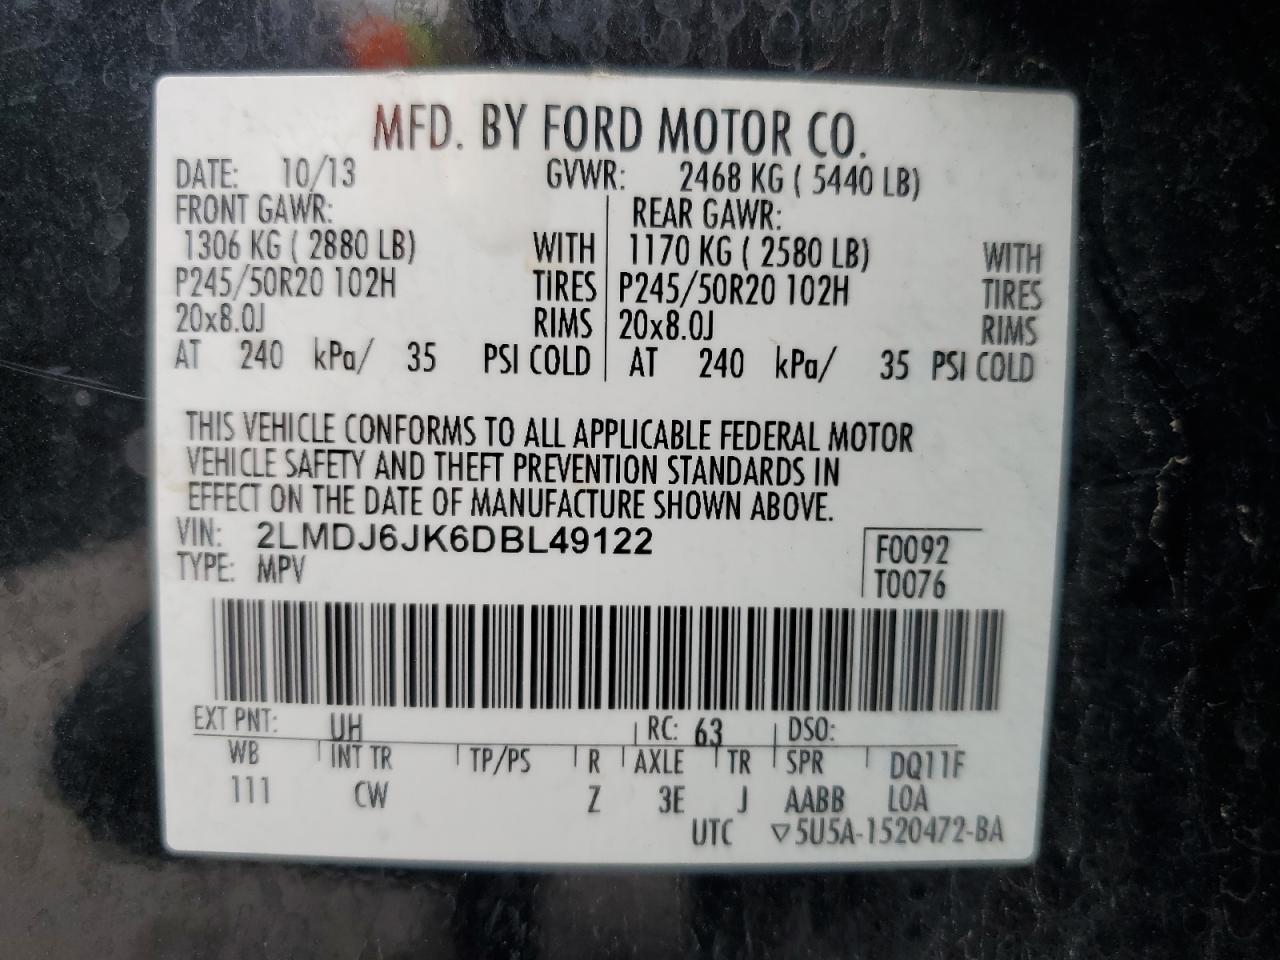 MFD. BY FORD MOTOR CO.
DATE: 10/13 GVWR: 2468 KG ( 5440 LB)
FRONT GAWR: REAR GAWR:
1306 KG ( 2880 LB) WITH 1170 KG ( 2580 LB) WITH
P245/50R20 102H TIRES P245/50R20 102H TIRES
20x8.0J RIMS 20x8.0J RIMS
AT 240 kPa/ 35 PSI COLD AT 240 kPa/ 35 PSI COLD
THIS VEHICLE CONFORMS TO ALL APPLICABLE FEDERAL MOTOR
VEHICLE SAFETY AND THEFT PREVENTION STANDARDS IN
EFFECT ON THE DATE OF MANUFACTURE SHOWN ABOVE.
VIN: 2LMDJ6JK6DBL49122 F0092
TYPE: MPV T0076
EXT PNT: UH RC: 63 DSO:
WB INT TR TP/PS R AXLE TR SPR DQ11F
111 CW Z 3E J AABB LOA
UTC ▽5U5A-1520472-BA